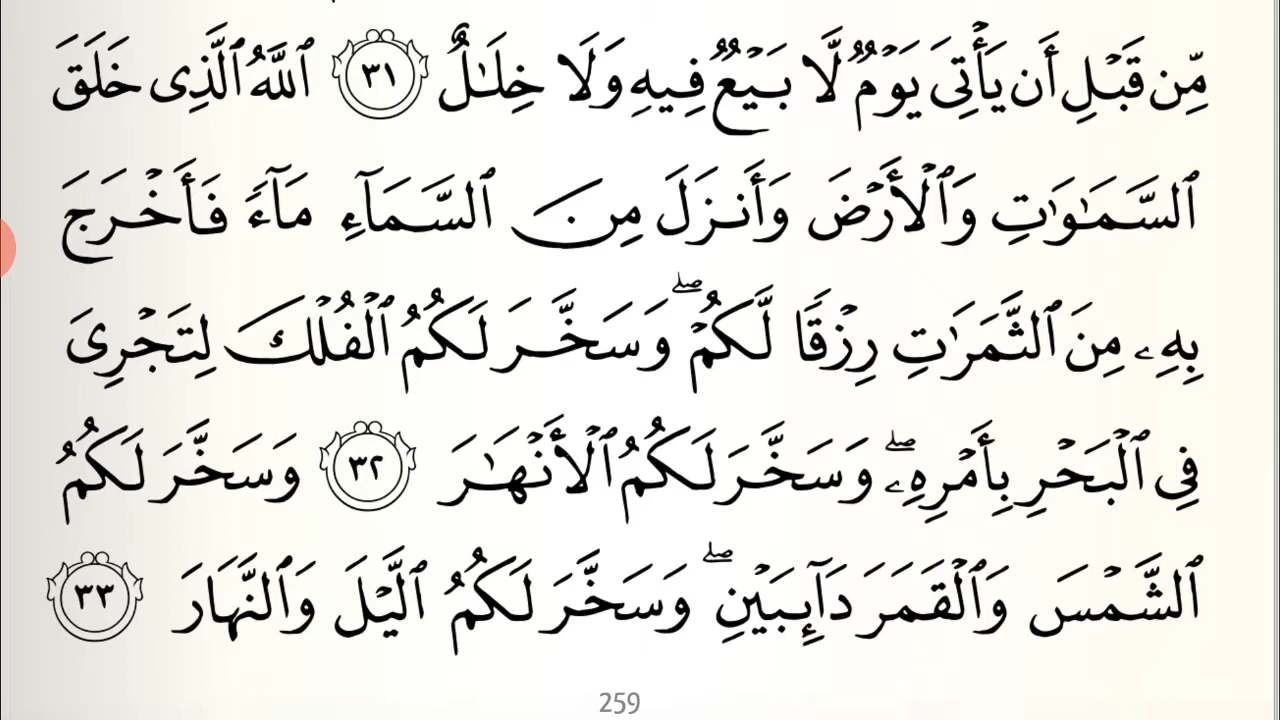 مِّن قَبۡلِ أَن يَأۡتِيَ يَوۡمٞ لَّا بَيۡعٞ فِيهِ وَلَا خِلَٰلٌ ٣١ ٱللَّهُ ٱلَّذِي خَلَقَ
ٱلسَّمَٰوَٰتِ وَٱلۡأَرۡضَ وَأَنزَلَ مِنَ ٱلسَّمَآءِ مَآءٗ فَأَخۡرَجَ
بِهِۦ مِنَ ٱلثَّمَرَٰتِ رِزۡقٗا لَّكُمۡۖ وَسَخَّرَ لَكُمُ ٱلۡفُلۡكَ لِتَجۡرِيَ
فِي ٱلۡبَحۡرِ بِأَمۡرِهِۦۖ وَسَخَّرَ لَكُمُ ٱلۡأَنۡهَٰرَ ٣٢ وَسَخَّرَ لَكُمُ
ٱلشَّمۡسَ وَٱلۡقَمَرَ دَآئِبَيۡنِۖ وَسَخَّرَ لَكُمُ ٱلَّيۡلَ وَٱلنَّهَارَ ٣٣
259